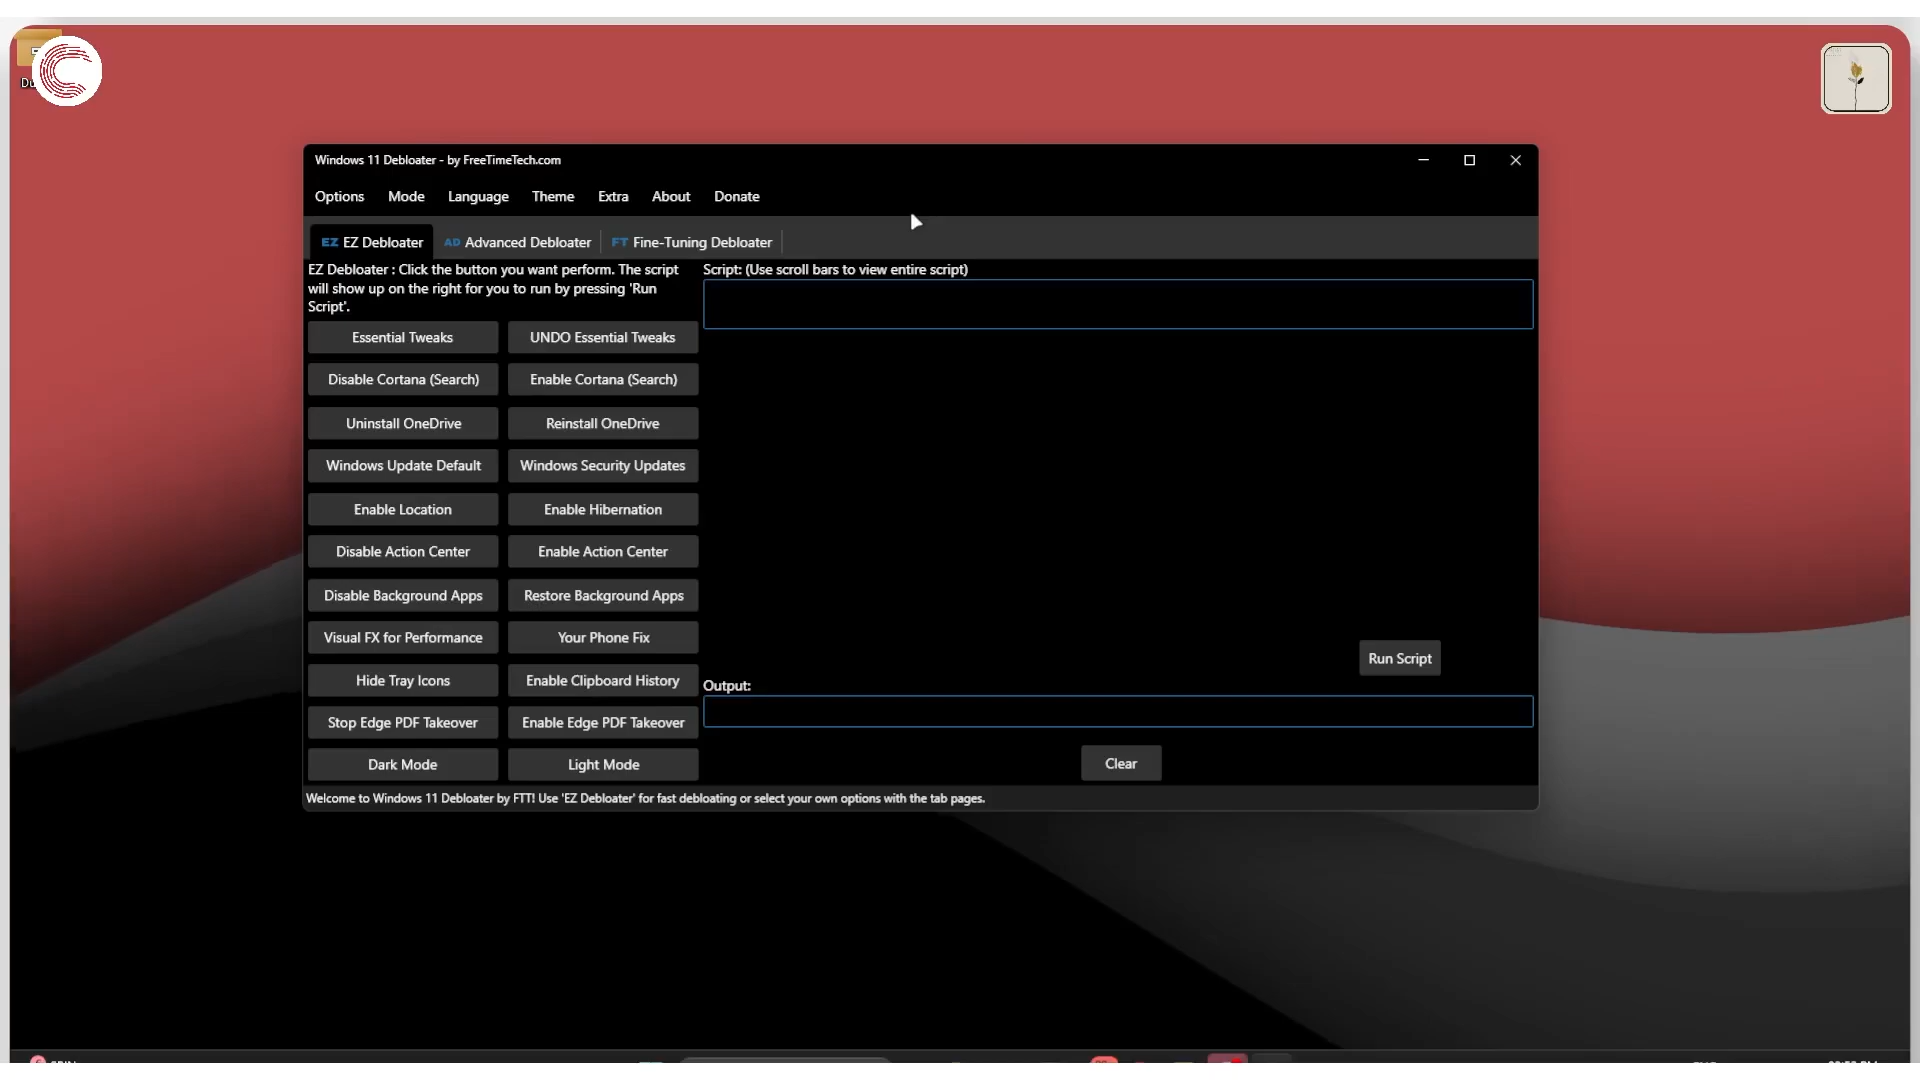 Windows 11 Debloater - by FreeTimeTech.com
Options Mode Language Theme Extra About Donate
EZ EZ Debloater AD Advanced Debloater FT Fine-Tuning Debloater
EZ Debloater : Click the button you want perform. The script
will show up on the right for you to run by pressing 'Run
Script'.
Script: (Use scroll bars to view entire script)
Essential Tweaks UNDO Essential Tweaks
Disable Cortana (Search) Enable Cortana (Search)
Uninstall OneDrive Reinstall OneDrive
Windows Update Default Windows Security Updates
Enable Location Enable Hibernation
Disable Action Center Enable Action Center
Disable Background Apps Restore Background Apps
Visual FX for Performance Your Phone Fix
Hide Tray Icons Enable Clipboard History
Stop Edge PDF Takeover Enable Edge PDF Takeover
Dark Mode Light Mode
Run Script
Output:
Clear
Welcome to Windows 11 Debloater by FTT! Use 'EZ Debloater' for fast debloating or select your own options with the tab pages.